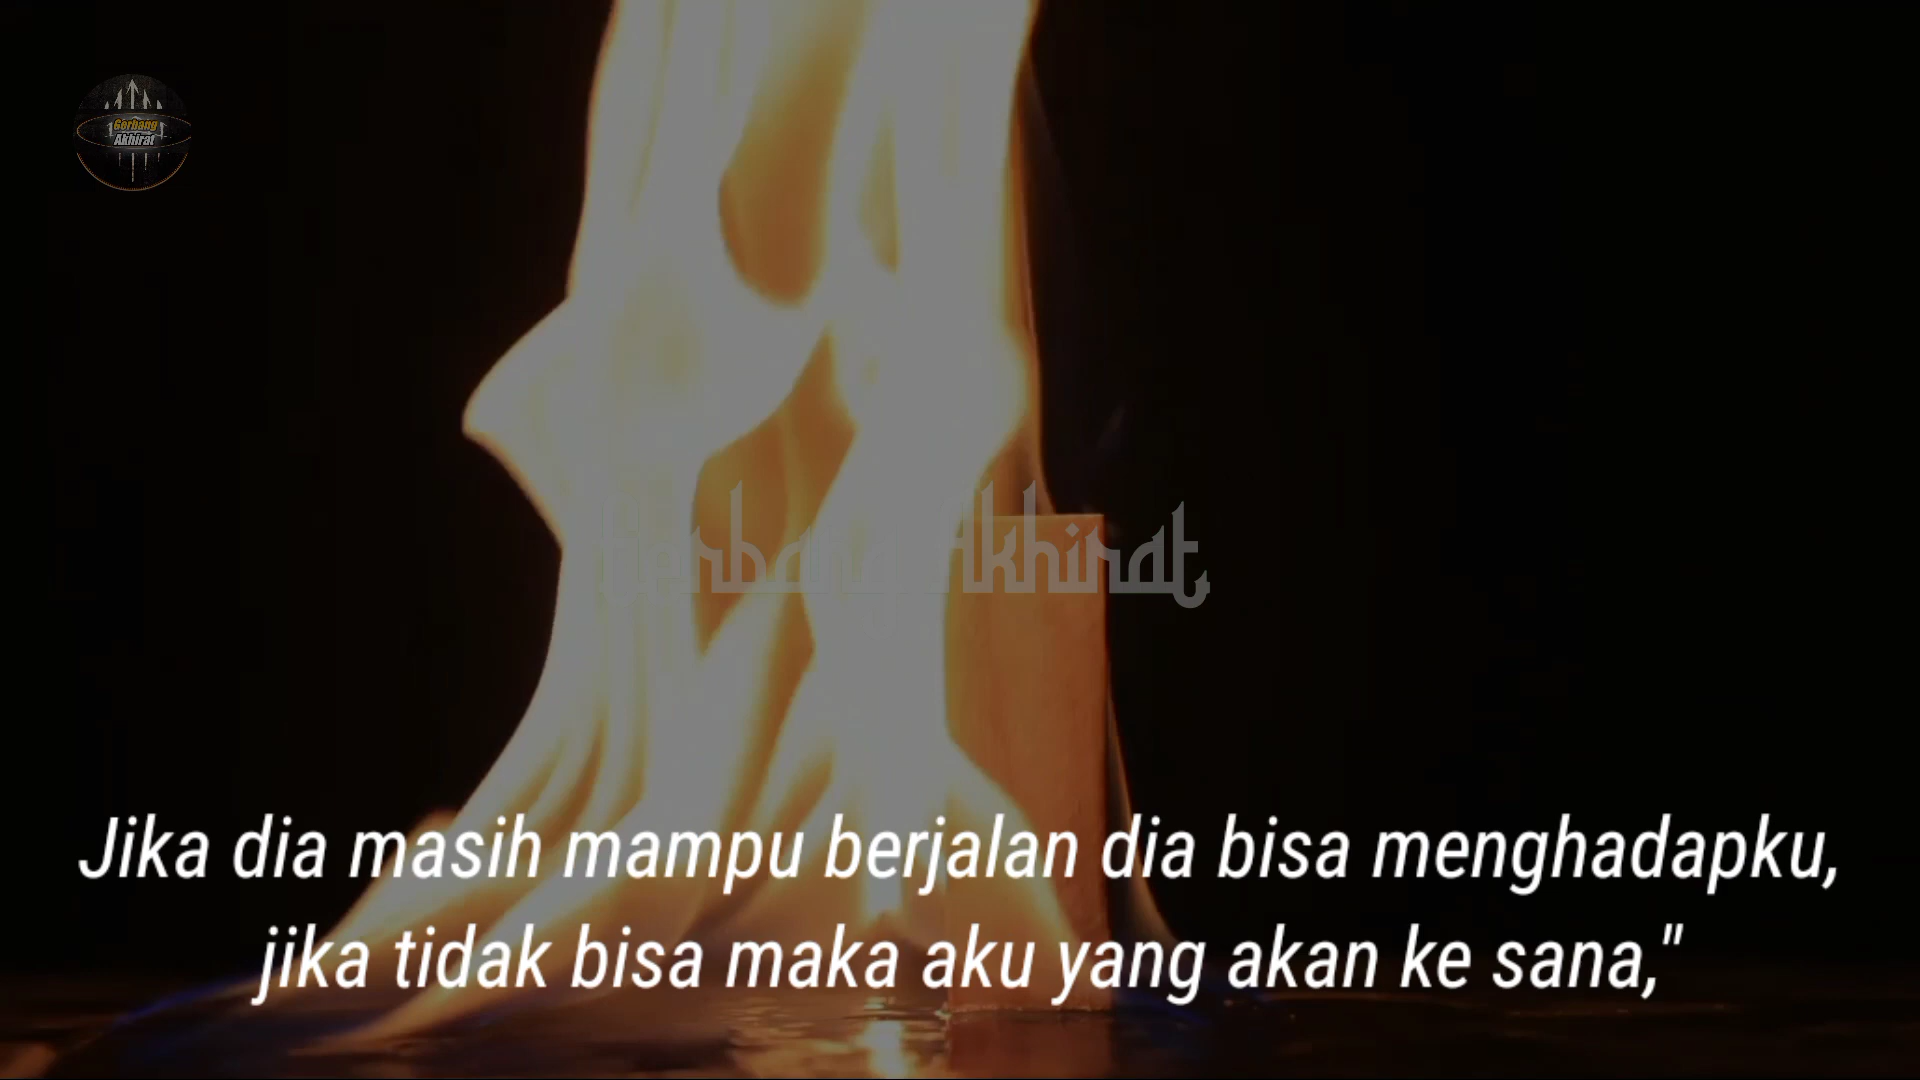 Gerbang
Akhirat
Gerbang Akhirat
Jika dia masih mampu berjalan dia bisa menghadapku,
jika tidak bisa maka aku yang akan ke sana,"